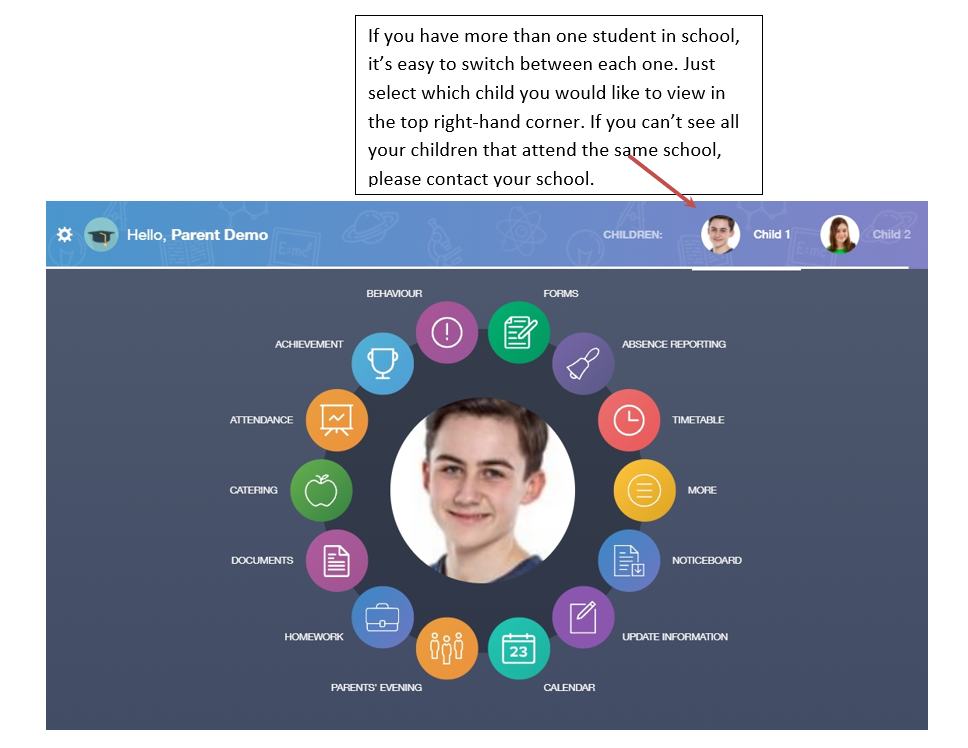 If you have more than one student in school,
it’s easy to switch between each one. Just
select which child you would like to view in
the top right-hand corner. If you can’t see all
your children that attend the same school,
please contact your school.
Hello, Parent Demo
CHILDREN:
Child 1
Child 2
BEHAVIOUR
FORMS
ACHIEVEMENT
ABSENCE REPORTING
ATTENDANCE
TIMETABLE
CATERING
MORE
DOCUMENTS
NOTICEBOARD
HOMEWORK
UPDATE INFORMATION
23
PARENTS' EVENING
CALENDAR